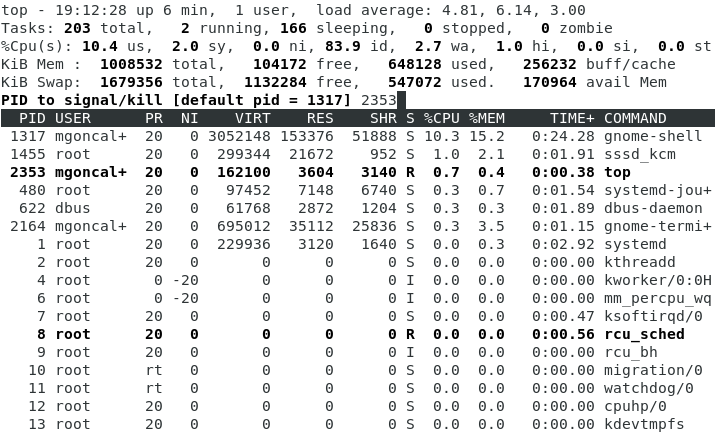 top - 19:12:28 up 6 min,  1 user,  load average: 4.81, 6.14, 3.00
Tasks: 203 total,   2 running, 166 sleeping,   0 stopped,   0 zombie
%Cpu(s): 10.4 us,  2.0 sy,  0.0 ni, 83.9 id,  2.7 wa,  1.0 hi,  0.0 si,  0.0 st
KiB Mem :  1008532 total,   104172 free,   648128 used,   256232 buff/cache
KiB Swap:  1679356 total,  1132284 free,   547072 used.   170964 avail Mem
PID to signal/kill [default pid = 1317] 2353
  PID USER      PR  NI    VIRT    RES    SHR S %CPU %MEM     TIME+ COMMAND
 1317 mgoncal+  20   0 3052148 153376  51888 S 10.3 15.2   0:24.28 gnome-shell
 1455 root      20   0  299344  21672    952 S  1.0  2.1   0:01.91 sssd_kcm
 2353 mgoncal+  20   0  162100   3604   3140 R  0.7  0.4   0:00.38 top
  480 root      20   0   97452   7148   6740 S  0.3  0.7   0:01.54 systemd-jou+
  622 dbus      20   0   61768   2872   1204 S  0.3  0.3   0:01.89 dbus-daemon
 2164 mgoncal+  20   0  695012  35112  25836 S  0.3  3.5   0:01.15 gnome-termi+
    1 root      20   0  229936   3120   1640 S  0.0  0.3   0:02.92 systemd
    2 root      20   0       0      0      0 S  0.0  0.0   0:00.00 kthreadd
    4 root       0 -20       0      0      0 I  0.0  0.0   0:00.00 kworker/0:0H
    6 root       0 -20       0      0      0 I  0.0  0.0   0:00.00 mm_percpu_wq
    7 root      20   0       0      0      0 S  0.0  0.0   0:00.47 ksoftirqd/0
    8 root      20   0       0      0      0 R  0.0  0.0   0:00.56 rcu_sched
    9 root      20   0       0      0      0 I  0.0  0.0   0:00.00 rcu_bh
   10 root      rt   0       0      0      0 S  0.0  0.0   0:00.00 migration/0
   11 root      rt   0       0      0      0 S  0.0  0.0   0:00.00 watchdog/0
   12 root      20   0       0      0      0 S  0.0  0.0   0:00.00 cpuhp/0
   13 root      20   0       0      0      0 S  0.0  0.0   0:00.00 kdevtmpfs